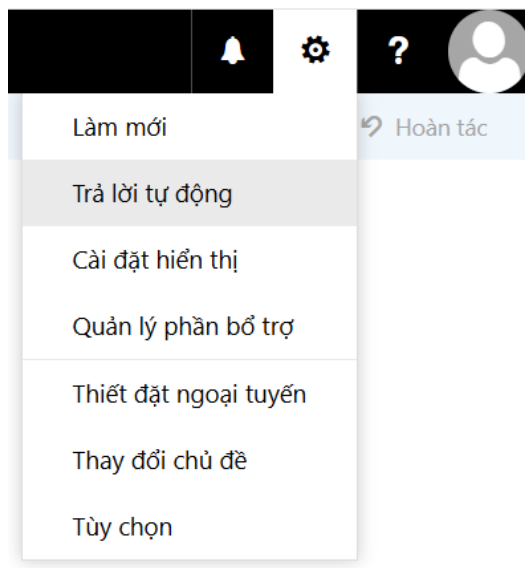 ?
Làm mới
Hoàn tác
Trả lời tự động
Cài đặt hiển thị
Quản lý phần bổ trợ
Thiết đặt ngoại tuyến
Thay đổi chủ đề
Tùy chọn